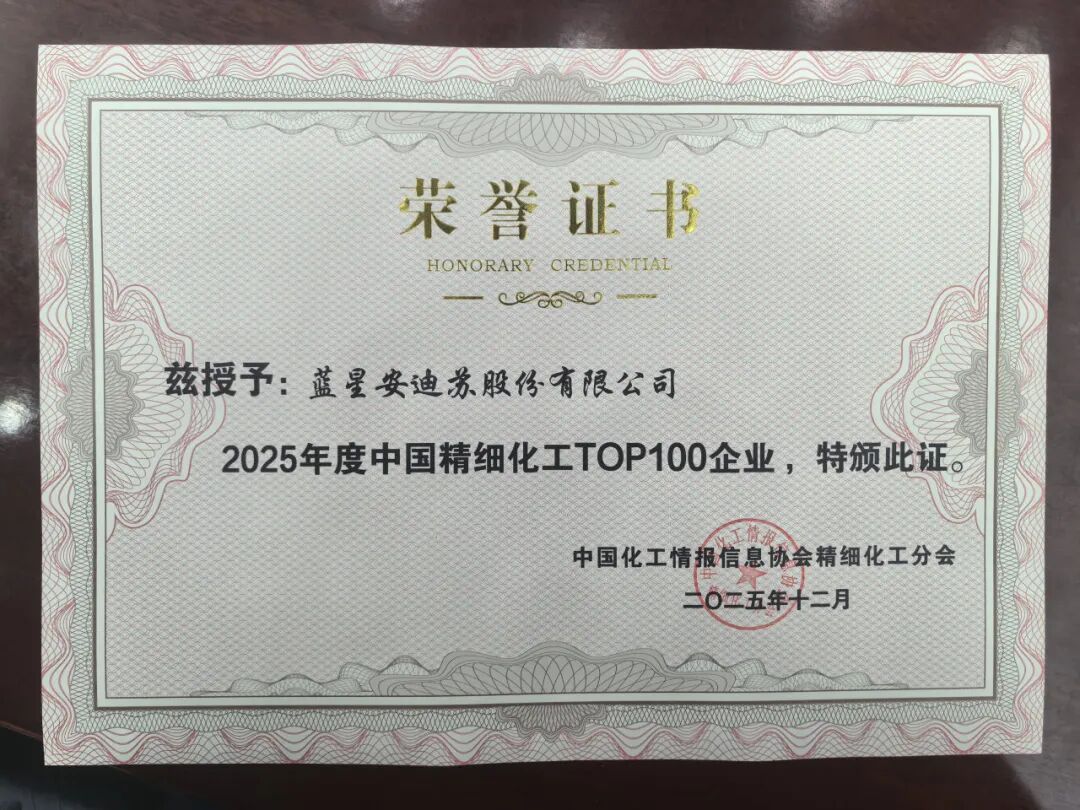 荣誉证书
HONORARY CREDENTIAL
兹授予：蓝星安迪苏股份有限公司
2025年度中国精细化工TOP100企业，特颁此证。
中国化工情报信息协会精细化工分会
二〇二五年十二月